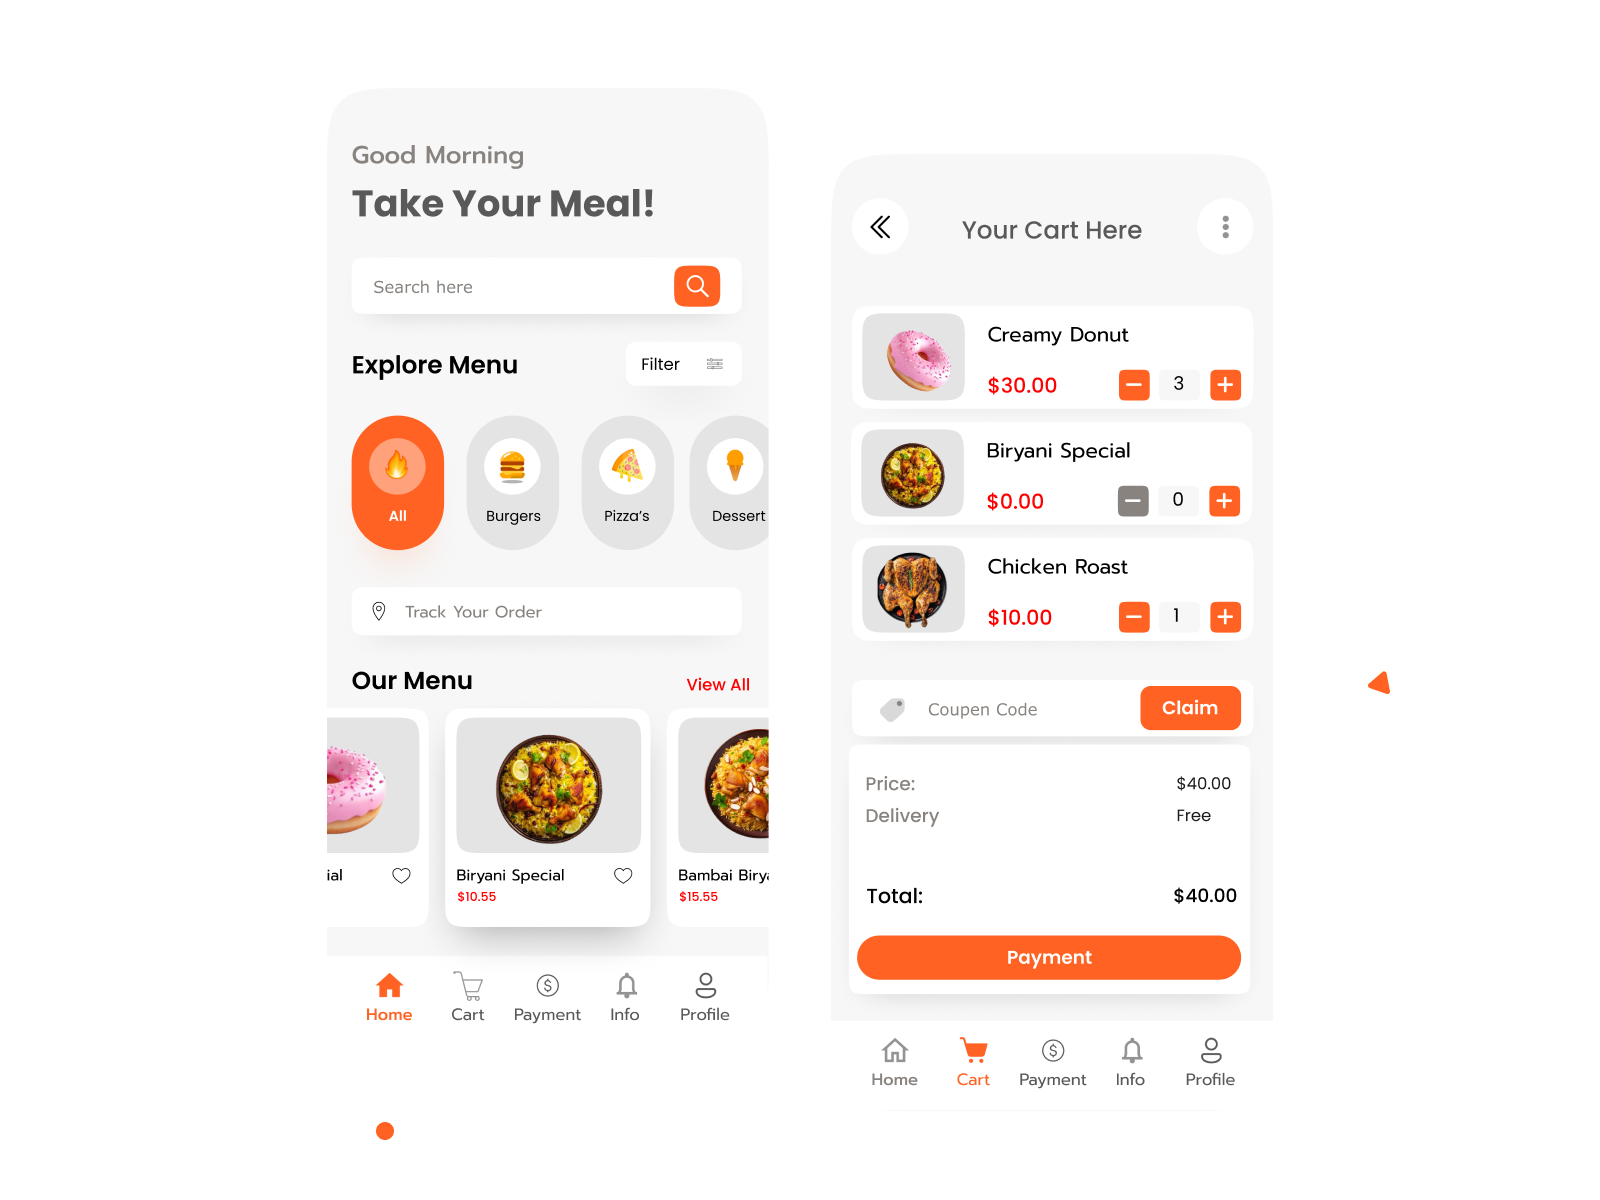 Good Morning
Take Your Meal!
Search here
Explore Menu
Filter
All
Burgers
Pizza's
Dessert
Track Your Order
Our Menu
View All
ial
Biryani Special
$10.55
Bambai Birya
$15.55
Home
Cart
Payment
Info
Profile
Your Cart Here
Creamy Donut
$30.00
3
Biryani Special
$0.00
0
Chicken Roast
$10.00
1
Coupen Code
Claim
Price:
$40.00
Delivery
Free
Total:
$40.00
Payment
Home
Cart
Payment
Info
Profile